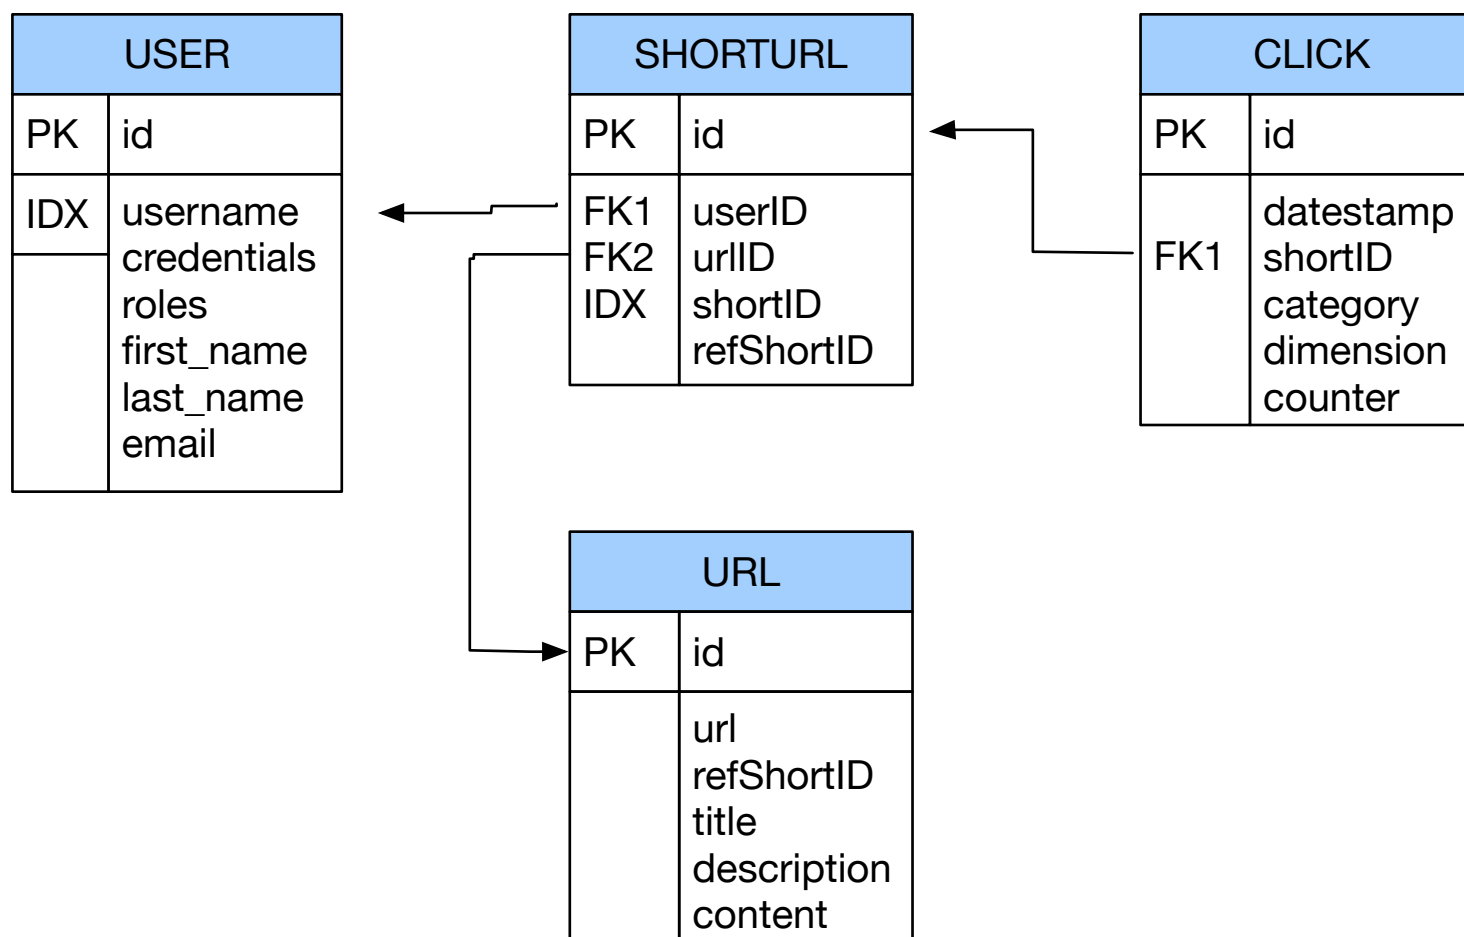 USER
PK id
IDX username
credentials
roles
first_name
last_name
email
SHORTURL
PK id
FK1 userID
FK2 urlID
IDX shortID
refShortID
CLICK
PK id
datestamp
FK1 shortID
category
dimension
counter
URL
PK id
url
refShortID
title
description
content